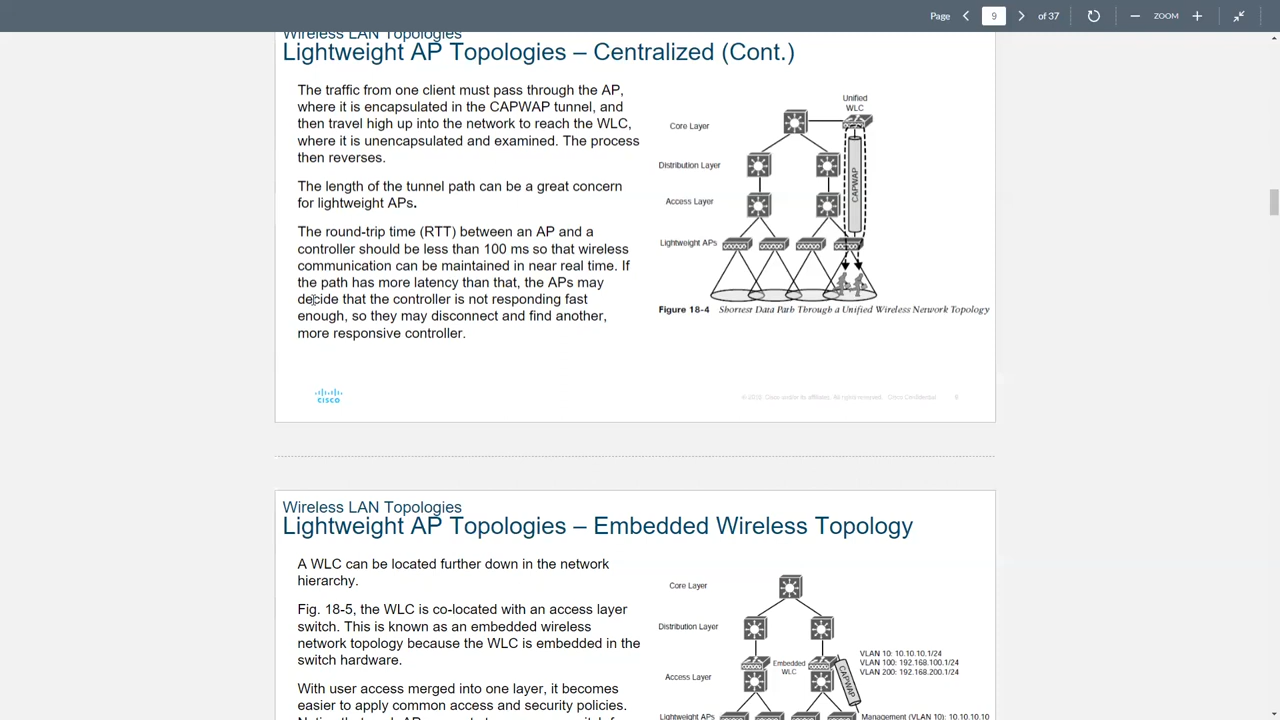 Page 9 of 37 ZOOM
Wireless LAN Topologies
Lightweight AP Topologies – Centralized (Cont.)
The traffic from one client must pass through the AP,
where it is encapsulated in the CAPWAP tunnel, and
then travel high up into the network to reach the WLC,
where it is unencapsulated and examined. The process
then reverses.
The length of the tunnel path can be a great concern
for lightweight APs.
The round-trip time (RTT) between an AP and a
controller should be less than 100 ms so that wireless
communication can be maintained in near real time. If
the path has more latency than that, the APs may
decide that the controller is not responding fast
enough, so they may disconnect and find another,
more responsive controller.
Unified
WLC
Core Layer
Distribution Layer
CAPWAP
Access Layer
Lightweight APs
Figure 18-4 Shortest Data Path Through a Unified Wireless Network Topology
CISCO
Cisco and/or its affiliates. All rights reserved. Cisco Confidential
Wireless LAN Topologies
Lightweight AP Topologies – Embedded Wireless Topology
A WLC can be located further down in the network
hierarchy.
Fig. 18-5, the WLC is co-located with an access layer
switch. This is known as an embedded wireless
network topology because the WLC is embedded in the
switch hardware.
With user access merged into one layer, it becomes
easier to apply common access and security policies.
Core Layer
Distribution Layer
Embedded
WLC
VLAN 10: 10.10.10.1/24
VLAN 100: 192.168.100.1/24
VLAN 200: 192.168.200.1/24
Access Layer
CAPWAP
Lightweight APs
Management (VLAN 10): 10.10.10.10